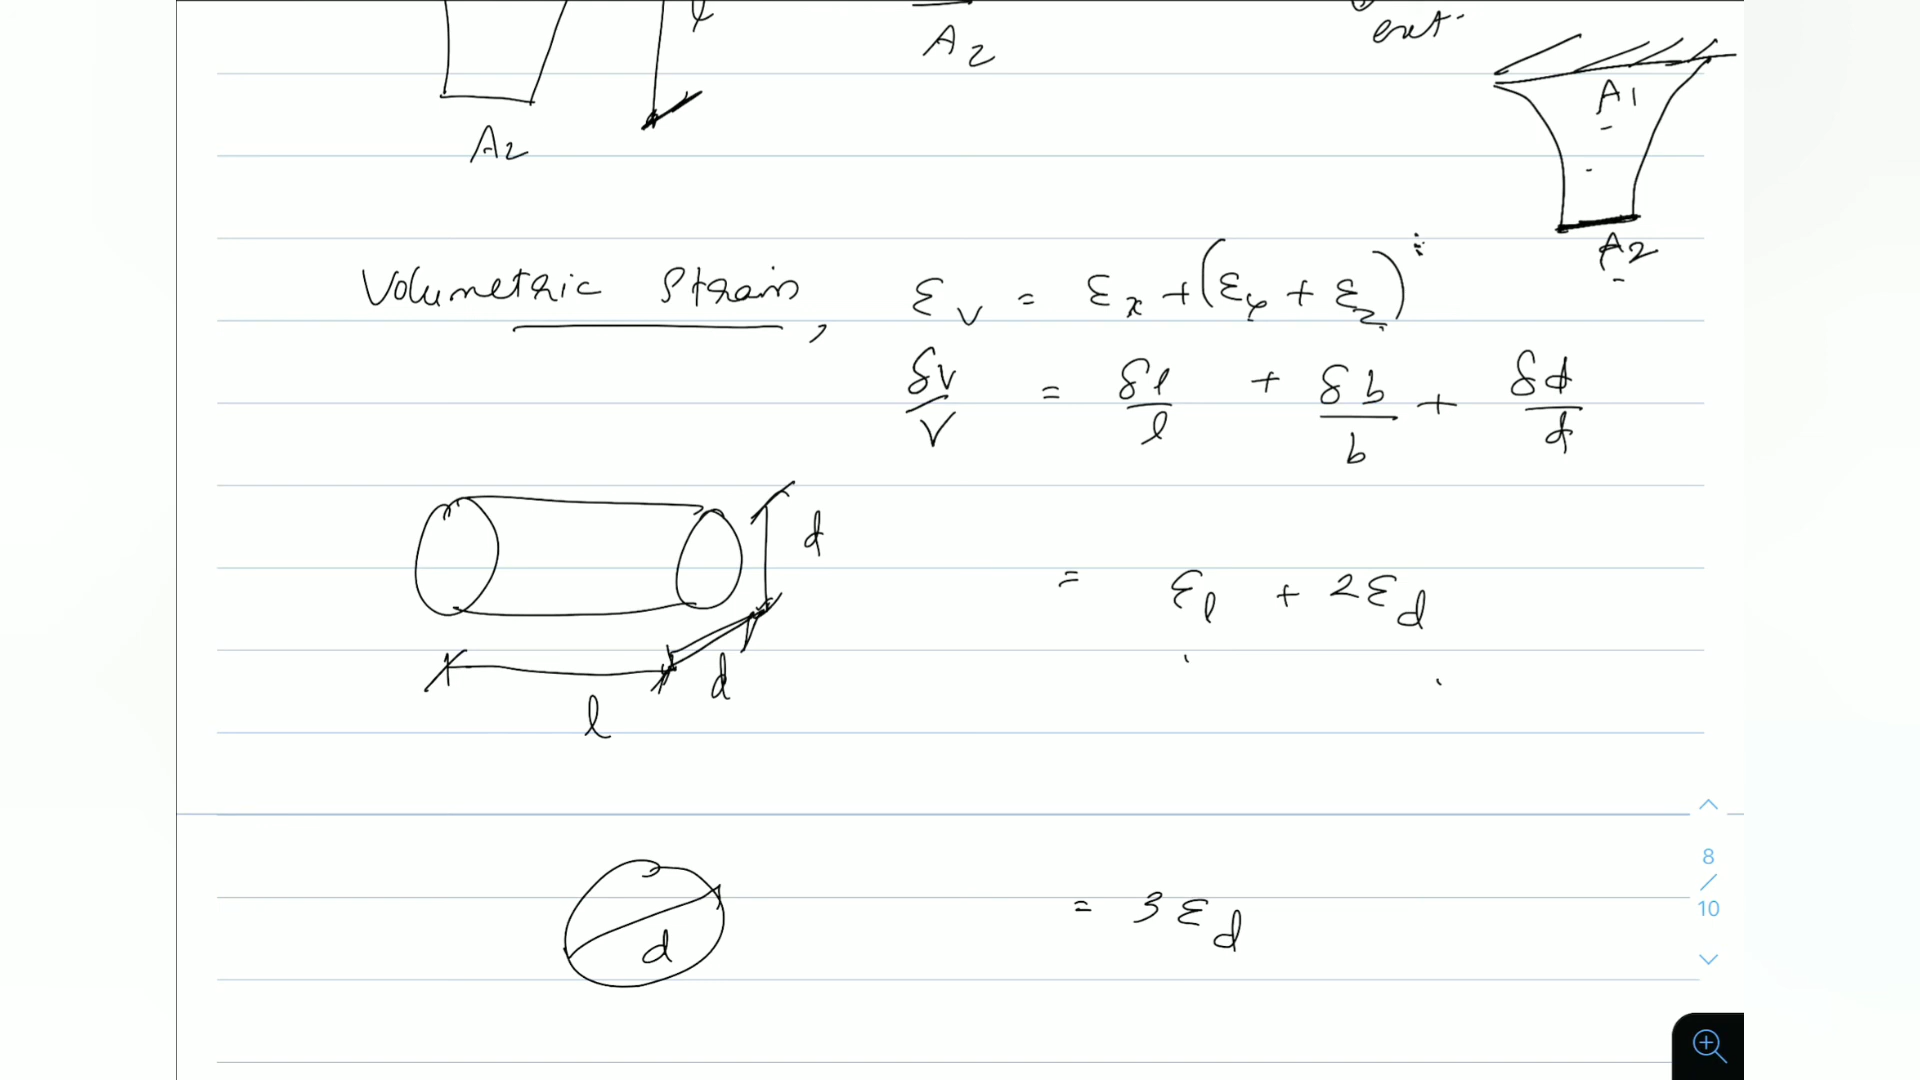 l
A2
A2
ext.
A1
A2
Volumetric Strain, εv = εx + (εy + εz)
δv/V = δl/l + δb/b + δd/d
d
= εl + 2εd
d
l
8
/
10
d
= 3εd